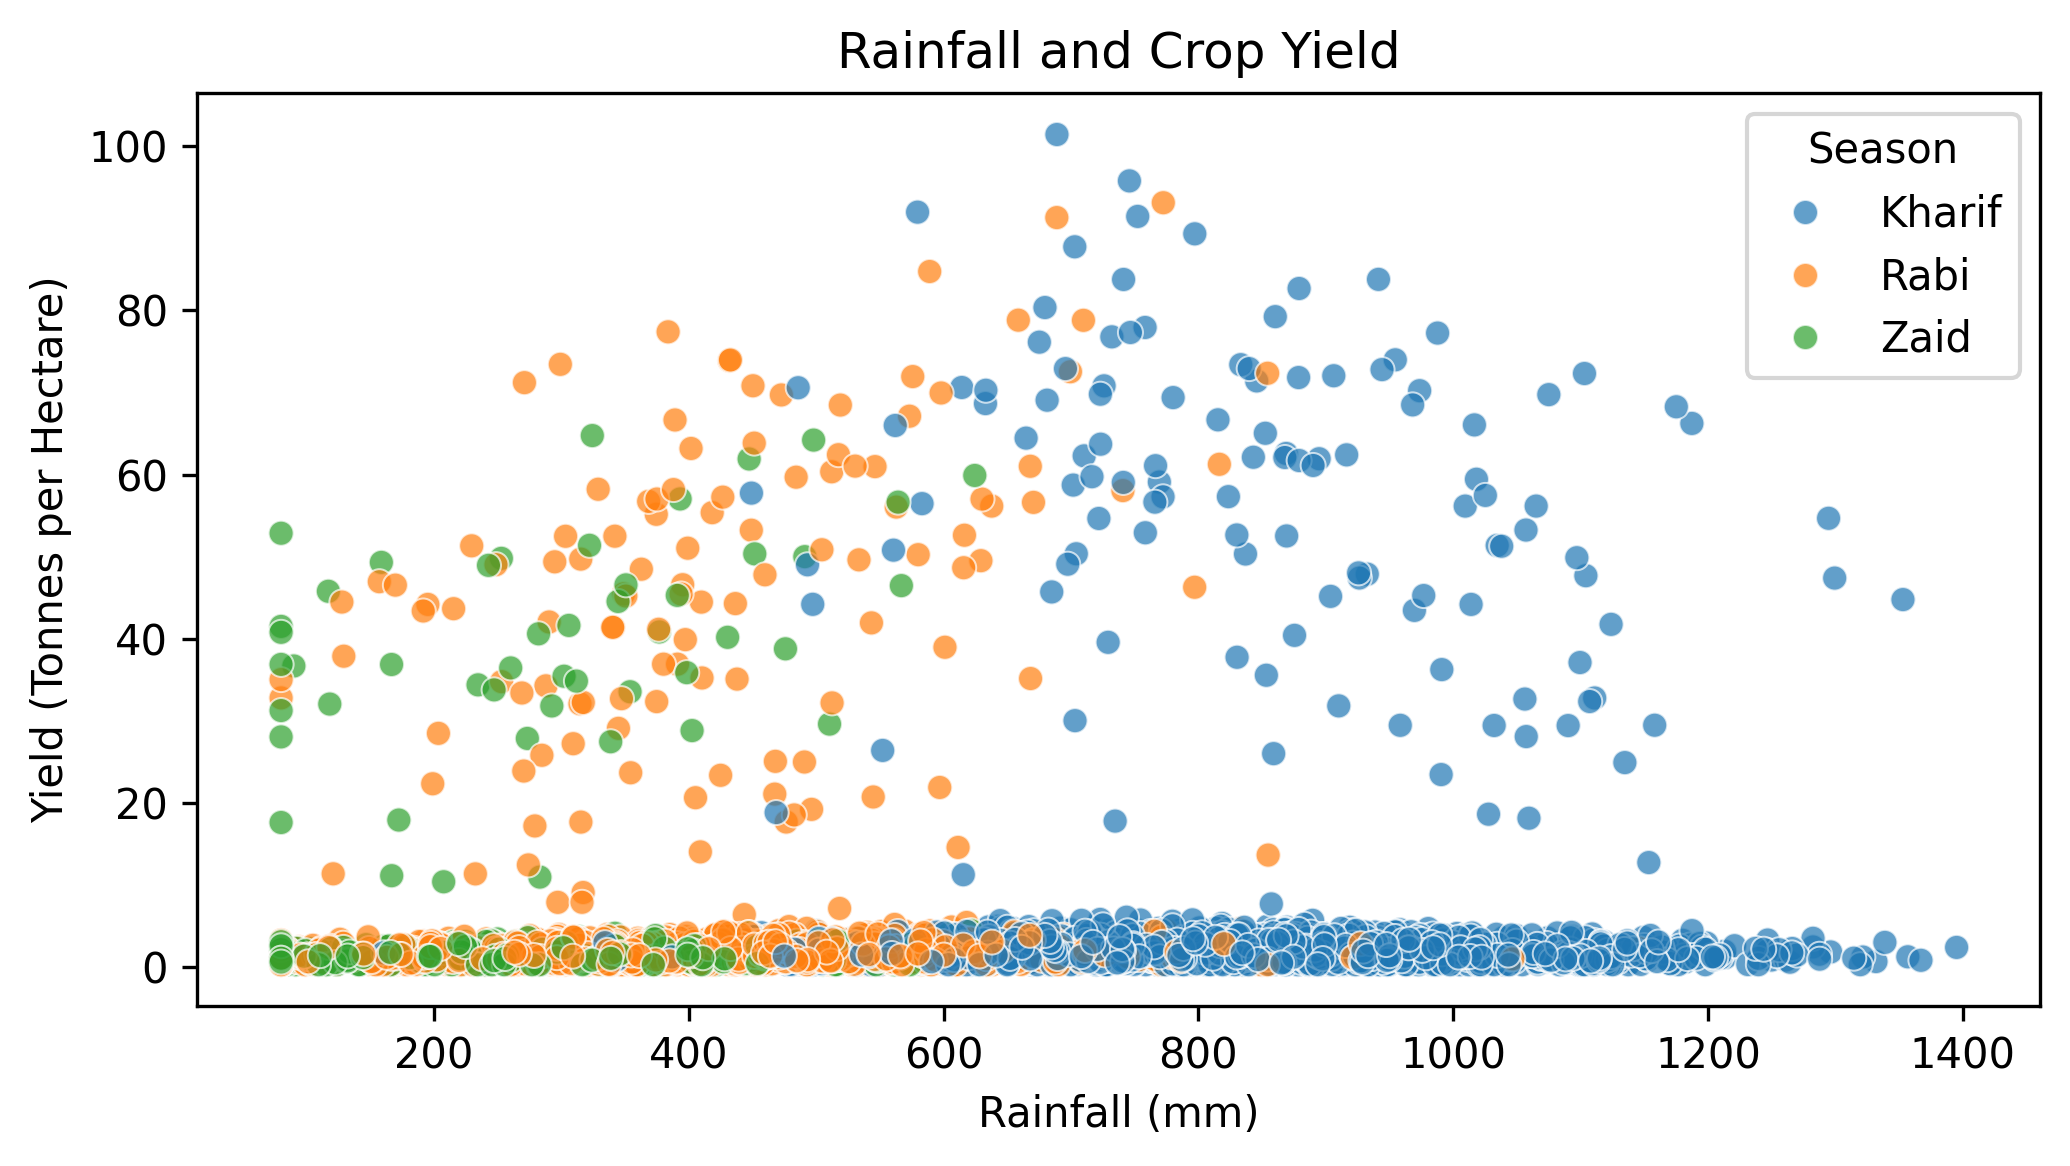 Rainfall and Crop Yield
Yield (Tonnes per Hectare)
100
80
60
40
20
0
Season
Kharif
Rabi
Zaid
200
400
600
800
1000
1200
1400
Rainfall (mm)